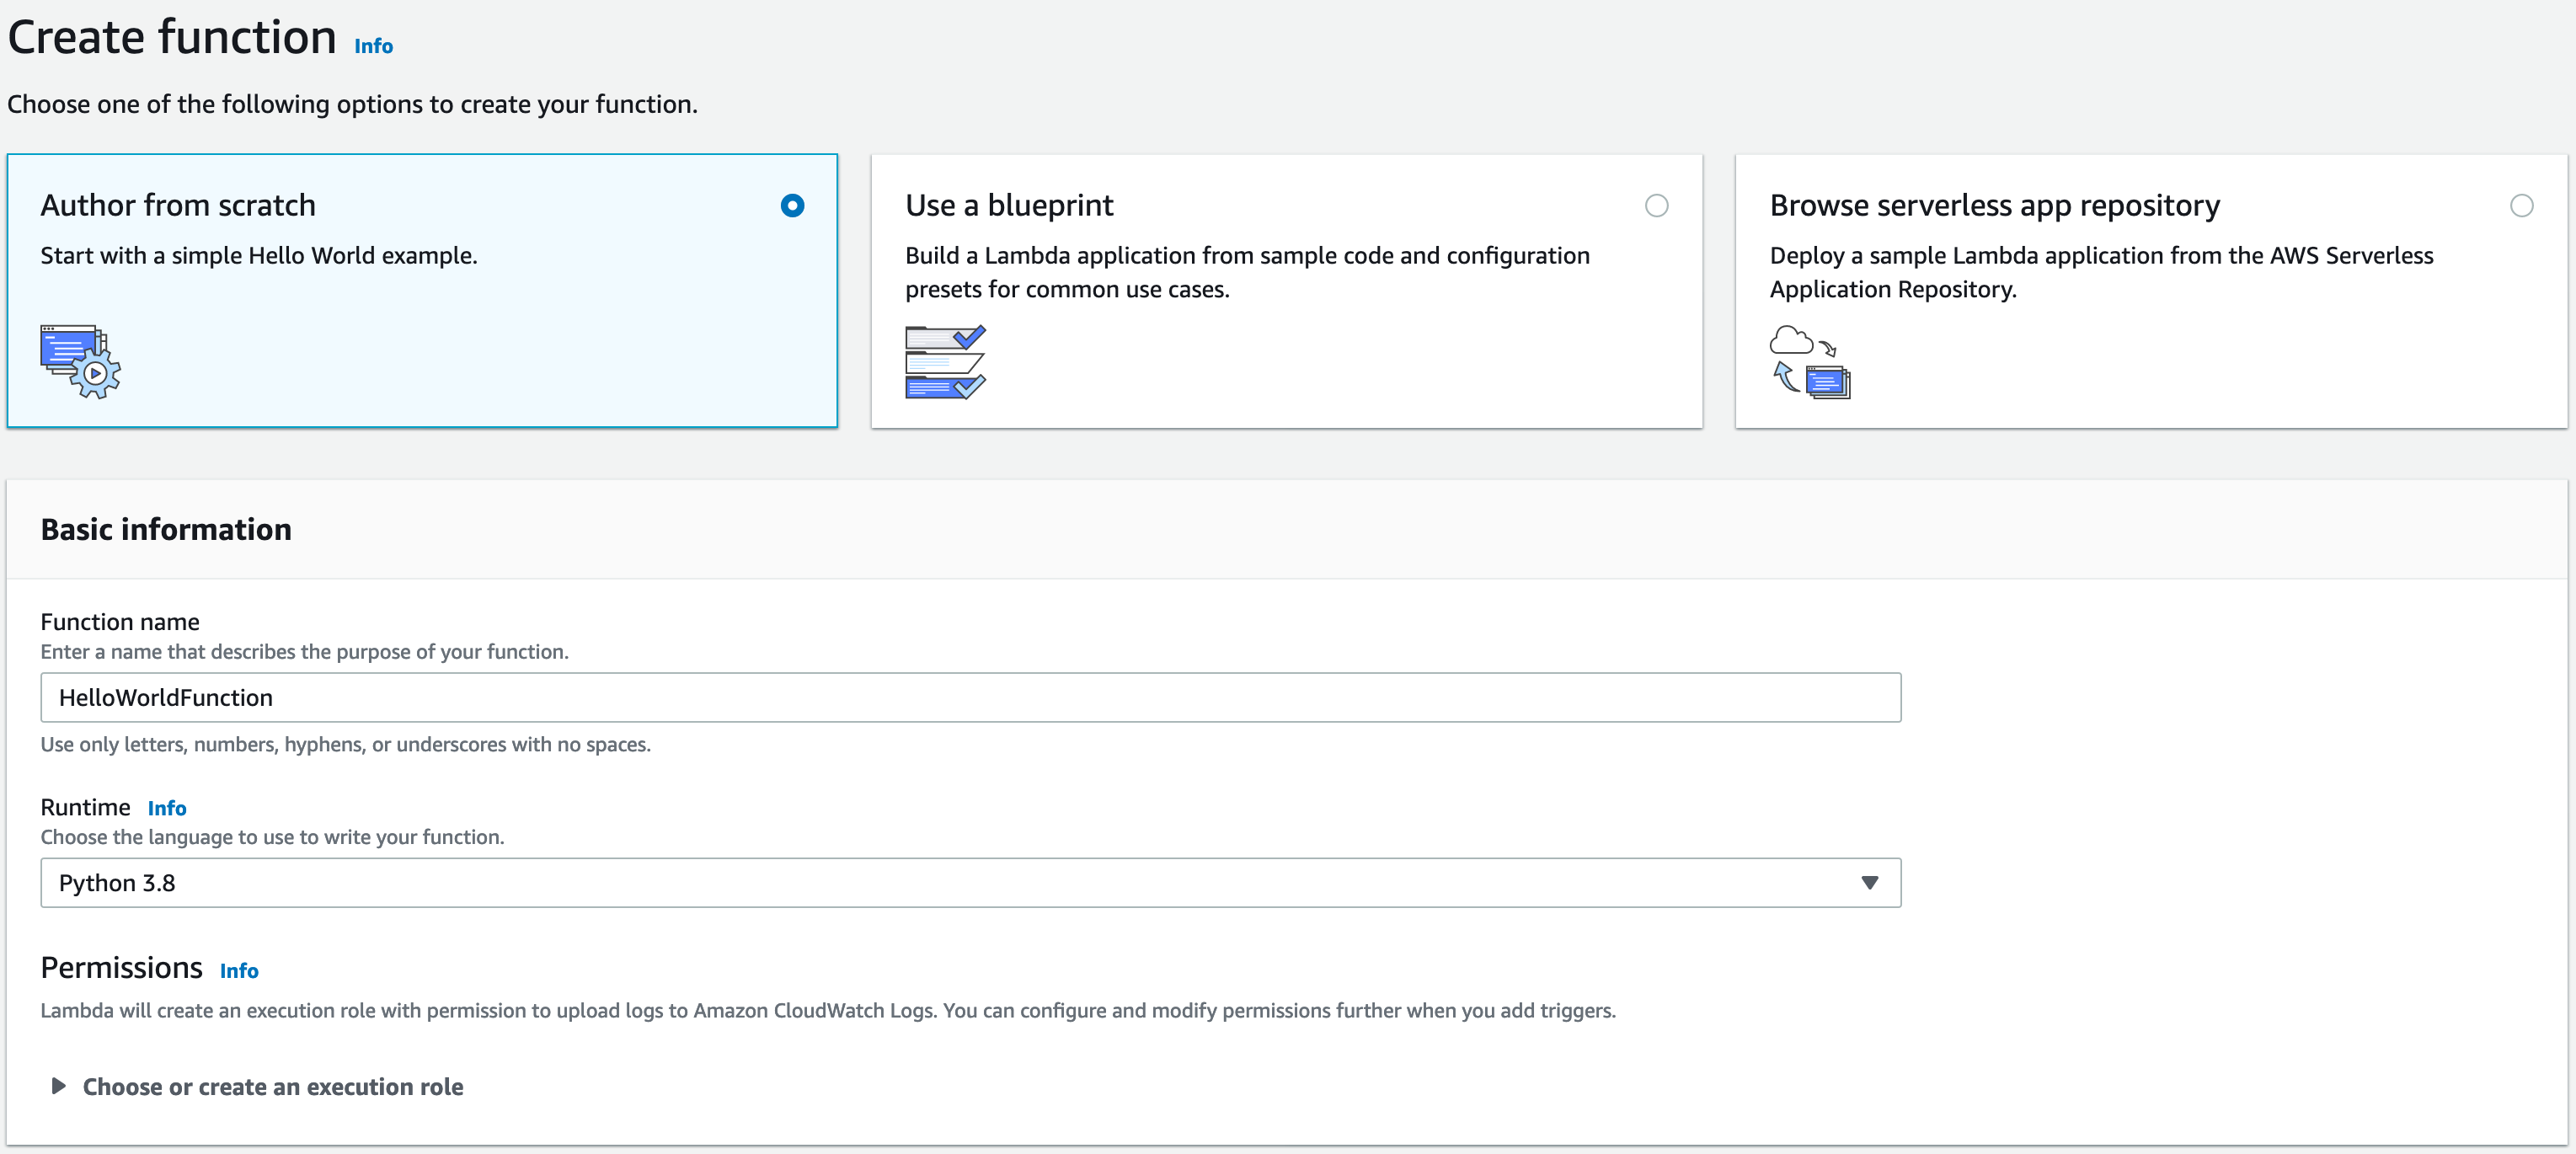 Create function Info
Choose one of the following options to create your function.
Author from scratch
Start with a simple Hello World example.
Use a blueprint
Build a Lambda application from sample code and configuration
presets for common use cases.
Browse serverless app repository
Deploy a sample Lambda application from the AWS Serverless
Application Repository.
Basic information
Function name
Enter a name that describes the purpose of your function.
HelloWorldFunction
Use only letters, numbers, hyphens, or underscores with no spaces.
Runtime Info
Choose the language to use to write your function.
Python 3.8
Permissions Info
Lambda will create an execution role with permission to upload logs to Amazon CloudWatch Logs. You can configure and modify permissions further when you add triggers.
Choose or create an execution role